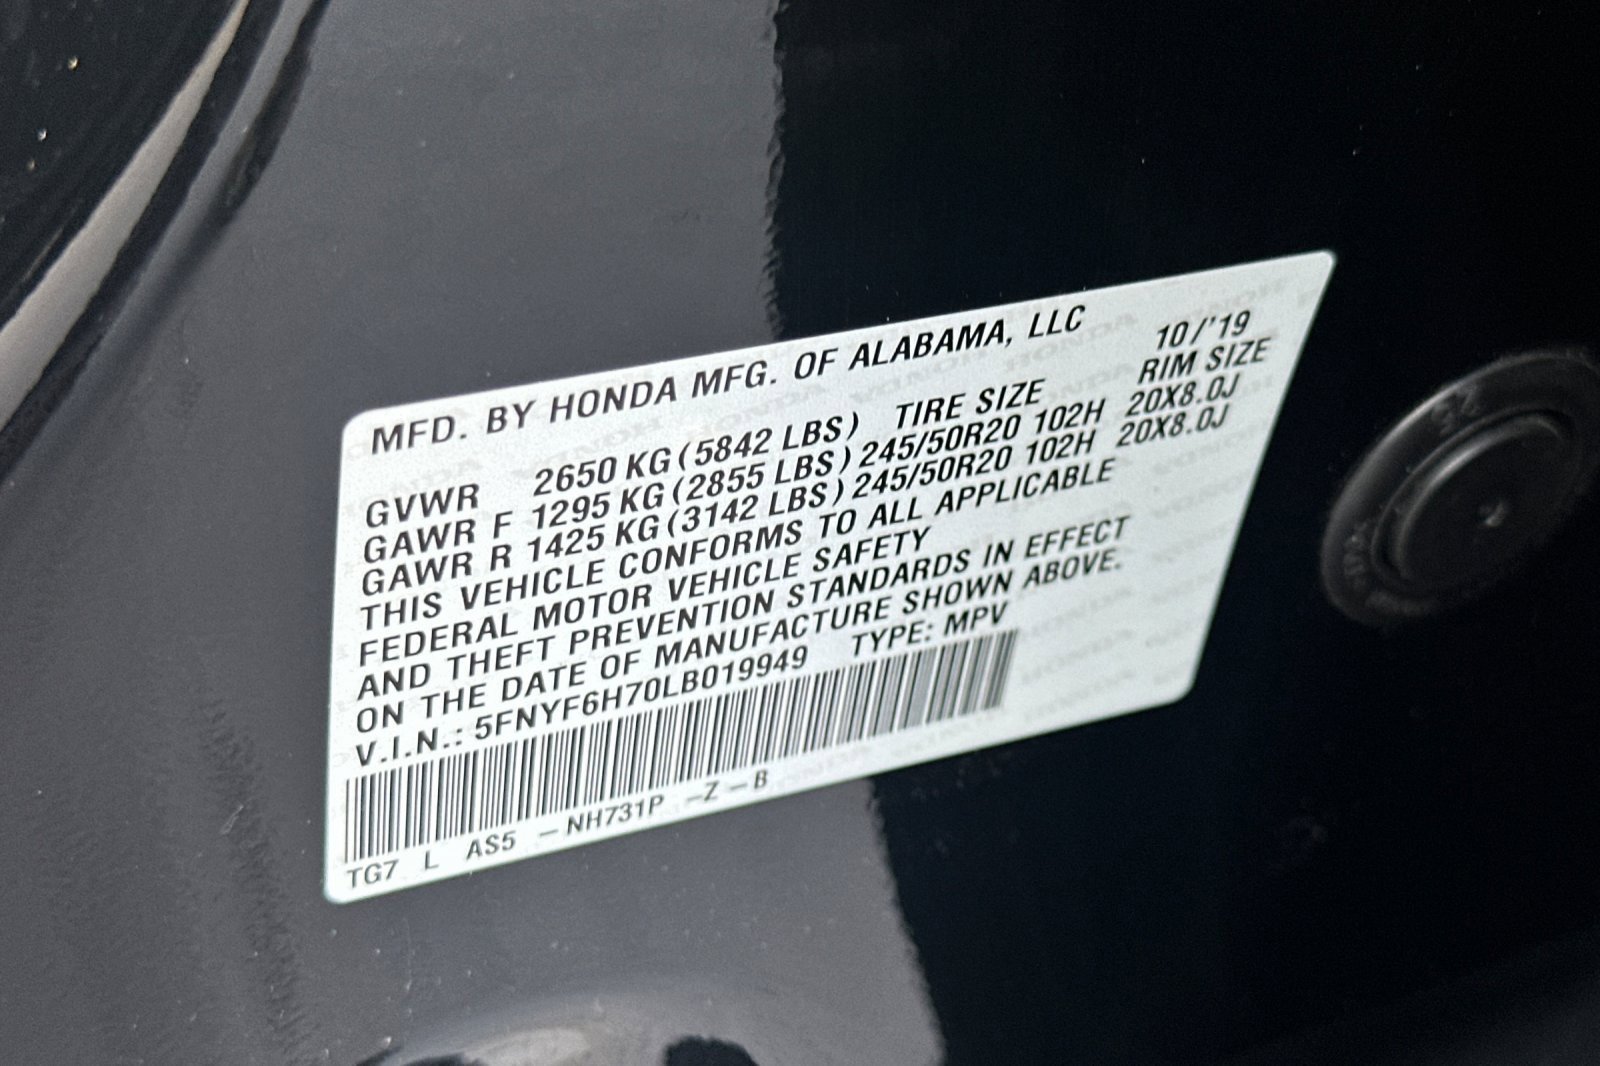 MFD. BY HONDA MFG. OF ALABAMA, LLC 10/'19
TIRE SIZE RIM SIZE
GVWR 2650 KG (5842 LBS)
GAWR F 1295 KG (2855 LBS) 245/50R20 102H 20X8.0J
GAWR R 1425 KG (3142 LBS) 245/50R20 102H 20X8.0J
THIS VEHICLE CONFORMS TO ALL APPLICABLE
FEDERAL MOTOR VEHICLE SAFETY
AND THEFT PREVENTION STANDARDS IN EFFECT
ON THE DATE OF MANUFACTURE SHOWN ABOVE.
V.I.N.: 5FNYF6H70LB019949 TYPE: MPV
TG7 L AS5 -NH731P -Z-B